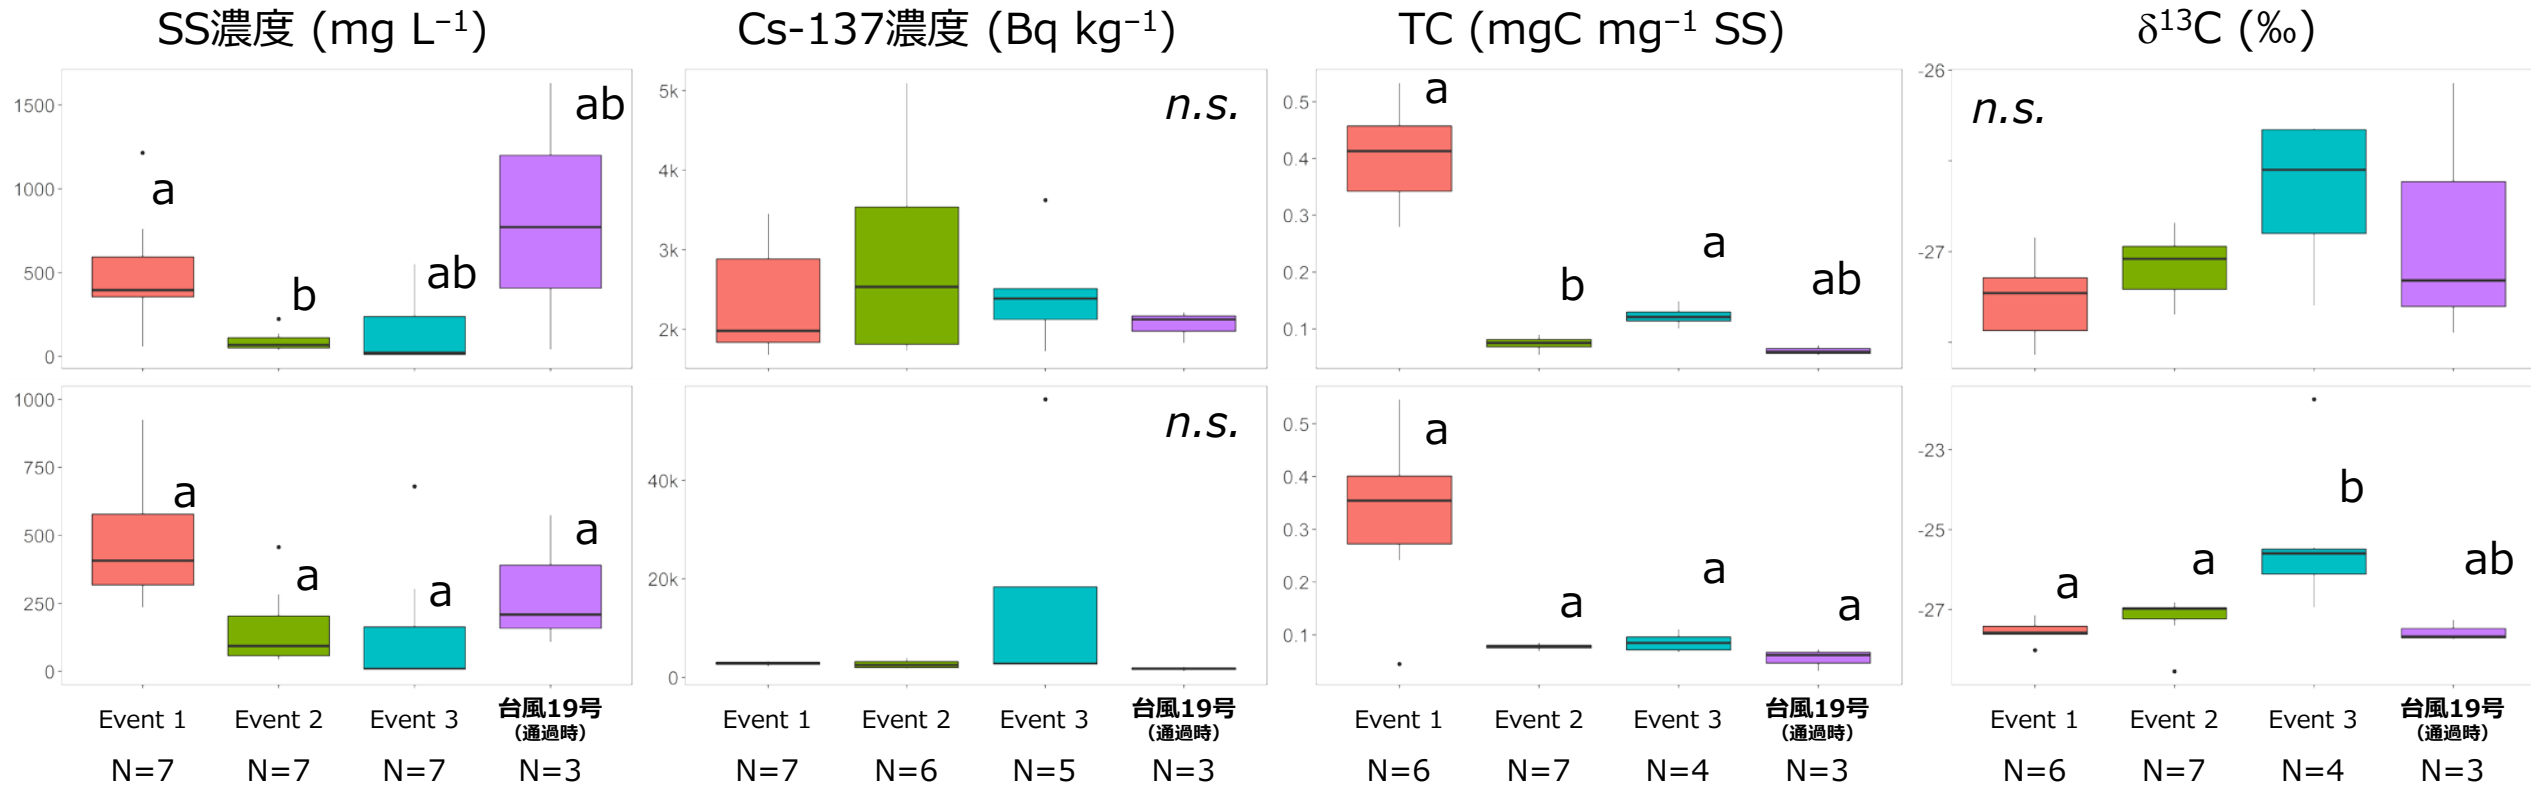 SS濃度 (mg L⁻¹)
Cs-137濃度 (Bq kg⁻¹)
TC (mgC mg⁻¹ SS)
δ¹³C (‰)
1500
1000
500
0
a
b
ab
ab
5k
4k
3k
2k
n.s.
0.5
0.4
0.3
0.2
0.1
a
b
a
ab
-26
-27
n.s.
1000
750
500
250
0
a
a
a
a
40k
20k
0
n.s.
0.5
0.4
0.3
0.2
0.1
a
a
a
a
-23
-25
-27
a
a
b
ab
Event 1 Event 2 Event 3 台風19号
(通過時)
N=7 N=7 N=7 N=3
Event 1 Event 2 Event 3 台風19号
(通過時)
N=7 N=6 N=5 N=3
Event 1 Event 2 Event 3 台風19号
(通過時)
N=6 N=7 N=4 N=3
Event 1 Event 2 Event 3 台風19号
(通過時)
N=6 N=7 N=4 N=3